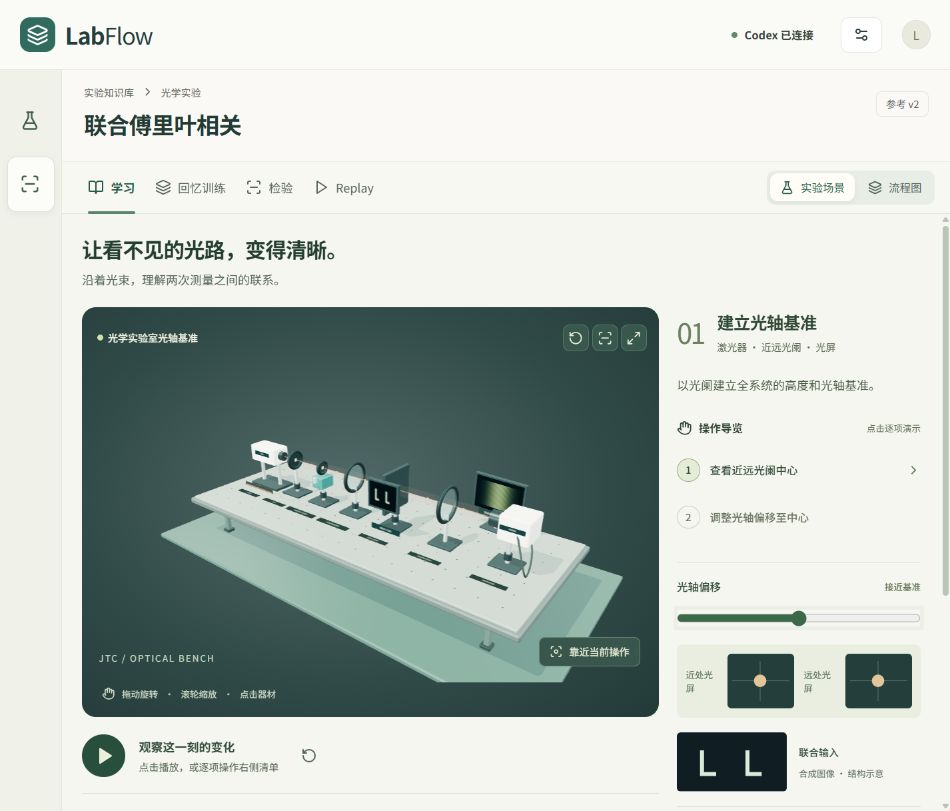 LabFlow
Codex 已连接
L
实验知识库 > 光学实验
联合傅里叶相关
参考 v2
学习
回忆训练
检验
Replay
实验场景
流程图
让看不见的光路，变得清晰。
沿着光束，理解两次测量之间的联系。
光学实验室光轴基准
L L
JTC / OPTICAL BENCH
靠近当前操作
拖动旋转 · 滚轮缩放 · 点击器材
观察这一刻的变化
点击播放，或逐项操作右侧清单
01 建立光轴基准
激光器 · 近远光阑 · 光屏
以光阑建立全系统的高度和光轴基准。
操作导览
点击逐项演示
1 查看近远光阑中心
2 调整光轴偏移至中心
光轴偏移
接近基准
近处光
屏
远处光
屏
L L
联合输入
合成图像 · 结构示意